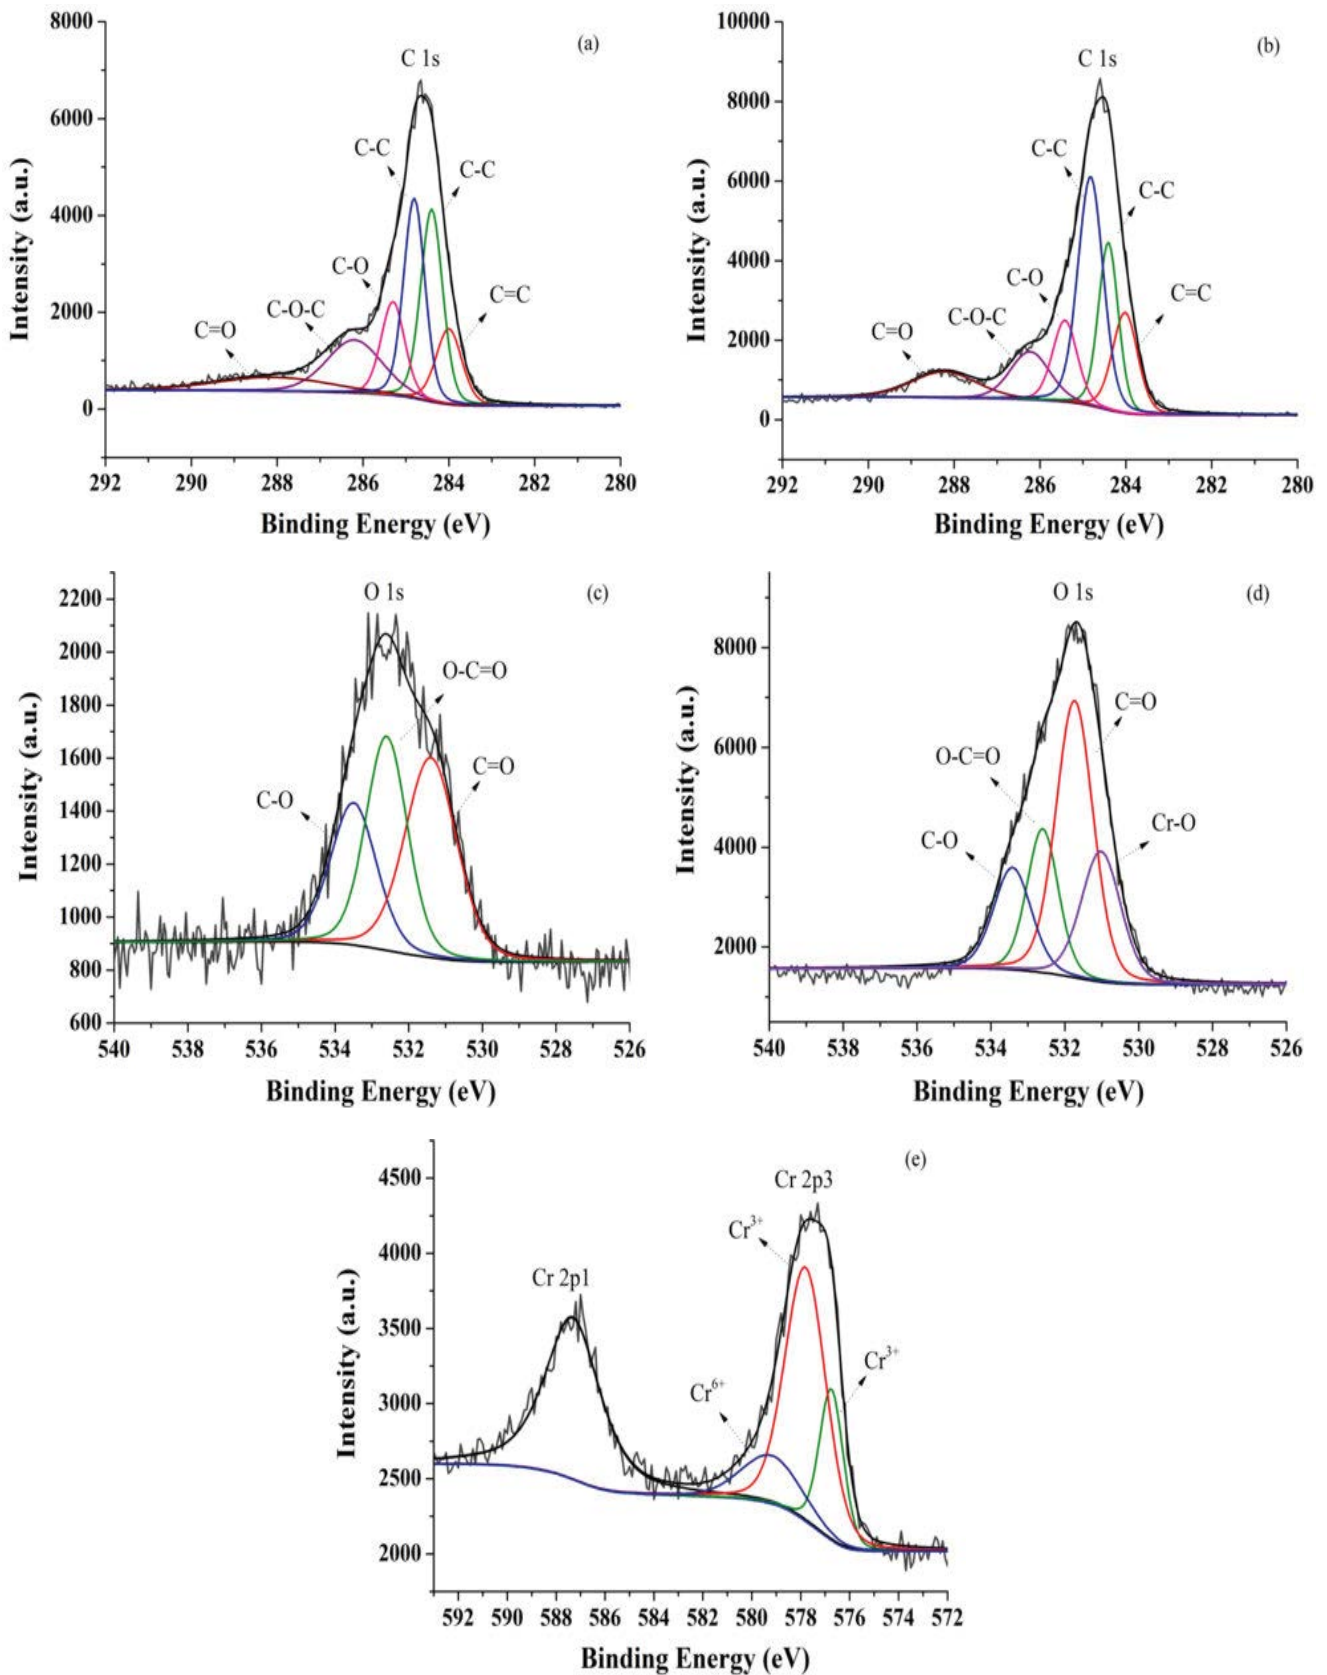 (a)
C 1s
C-C
C-C
C-O
C-O-C
C=O
C=C
8000
6000
4000
2000
0
Intensity (a.u.)
292 290 288 286 284 282 280
Binding Energy (eV)
(b)
C 1s
C-C
C-C
C-O
C-O-C
C=O
C=C
10000
8000
6000
4000
2000
0
Intensity (a.u.)
292 290 288 286 284 282 280
Binding Energy (eV)
(c)
O 1s
O-C=O
C=O
C-O
2200
2000
1800
1600
1400
1200
1000
800
600
Intensity (a.u.)
540 538 536 534 532 530 528 526
Binding Energy (eV)
(d)
O 1s
C=O
O-C=O
Cr-O
C-O
8000
6000
4000
2000
Intensity (a.u.)
540 538 536 534 532 530 528 526
Binding Energy (eV)
(e)
Cr 2p3
Cr³⁺
Cr 2p1
Cr³⁺
Cr⁶⁺
4500
4000
3500
3000
2500
2000
Intensity (a.u.)
592 590 588 586 584 582 580 578 576 574 572
Binding Energy (eV)